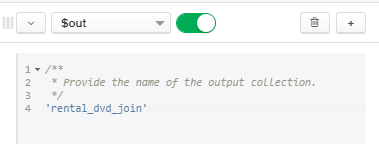 $out
1 /**
2 * Provide the name of the output collection.
3 */
4 'rental_dvd_join'